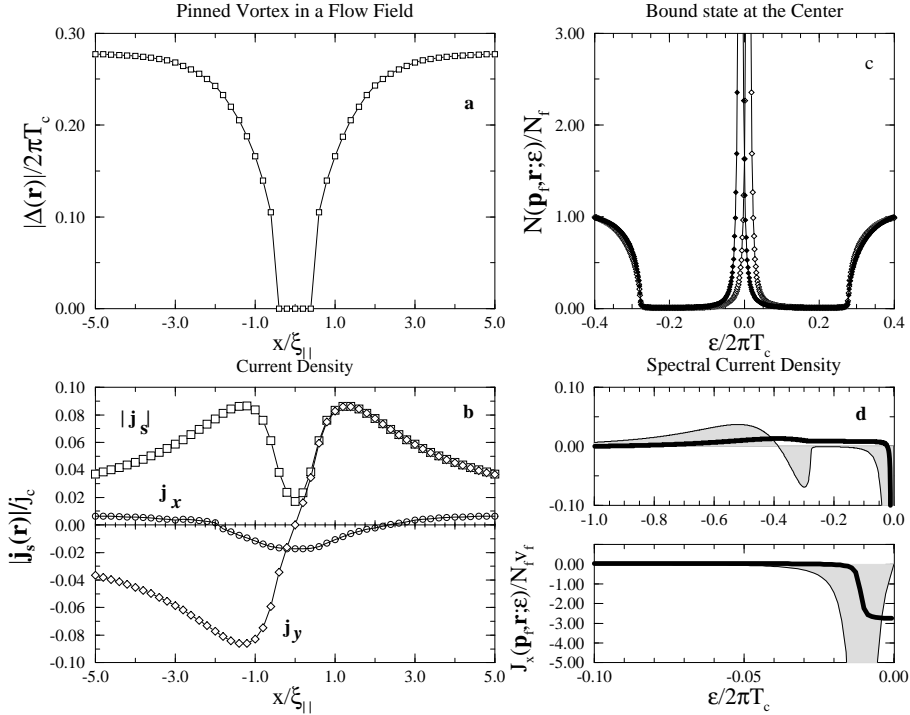 Pinned Vortex in a Flow Field
0.30
0.20
0.10
0.00
|Δ(r)|/2πT_c
a
-5.0 -3.0 -1.0 1.0 3.0 5.0
x/ξ_||
Bound state at the Center
3.00
2.00
1.00
0.00
N(p_f,r;ε)/N_f
c
-0.4 -0.2 0.0 0.2 0.4
ε/2πT_c
Current Density
0.10
0.08
0.06
0.04
0.02
0.00
-0.02
-0.04
-0.06
-0.08
-0.10
|j_s(r)|/j_c
|j_s|
b
j_x
j_y
-5.0 -3.0 -1.0 1.0 3.0 5.0
x/ξ_||
Spectral Current Density
0.10
0.00
-0.10
d
-1.0 -0.8 -0.6 -0.4 -0.2 0.0
0.00
-1.00
-2.00
-3.00
-4.00
-5.00
J_x(p_f,r;ε)/N_fv_f
-0.10 -0.05 0.00
ε/2πT_c